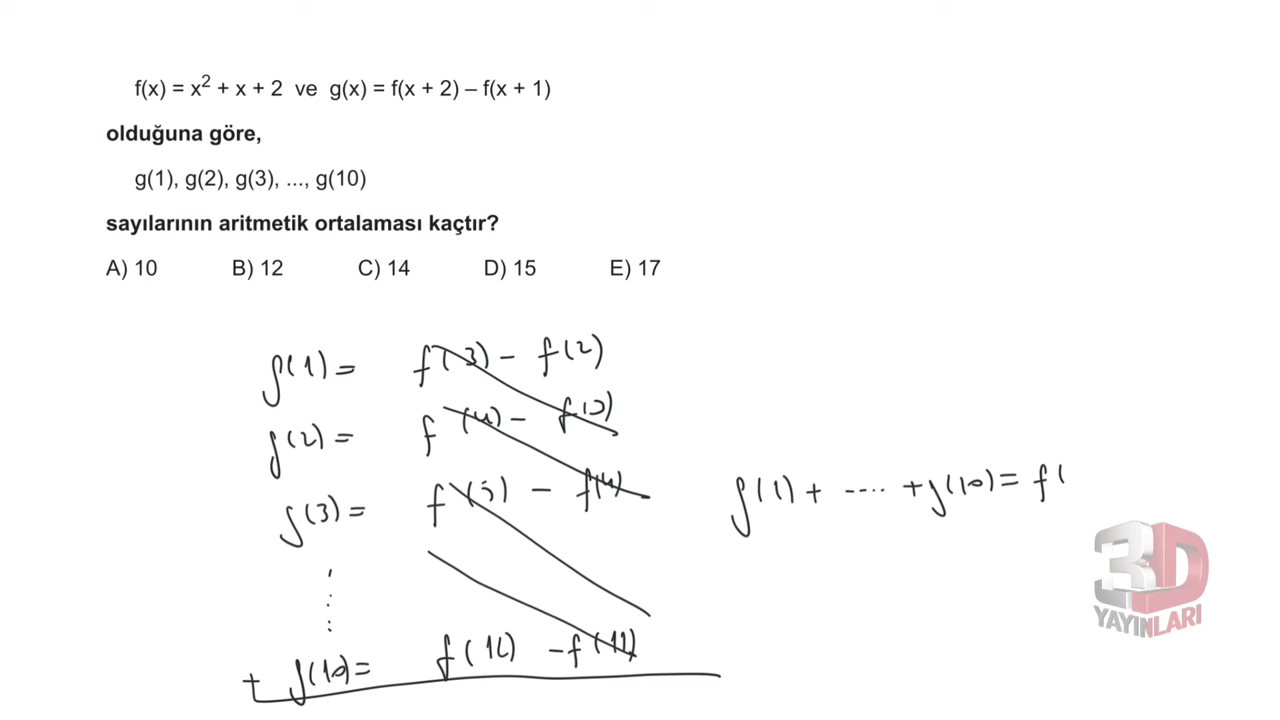 f(x) = x² + x + 2 ve g(x) = f(x + 2) – f(x + 1)
olduğuna göre,
g(1), g(2), g(3), ..., g(10)
sayılarının aritmetik ortalaması kaçtır?
A) 10 B) 12 C) 14 D) 15 E) 17
g(1) = f(3) – f(2)
g(2) = f(4) – f(3)
g(3) = f(5) – f(4)
g(1) + .... + g(10) = f(
⋮
+ g(10) = f(12) – f(11)
3D
YAYINLARI